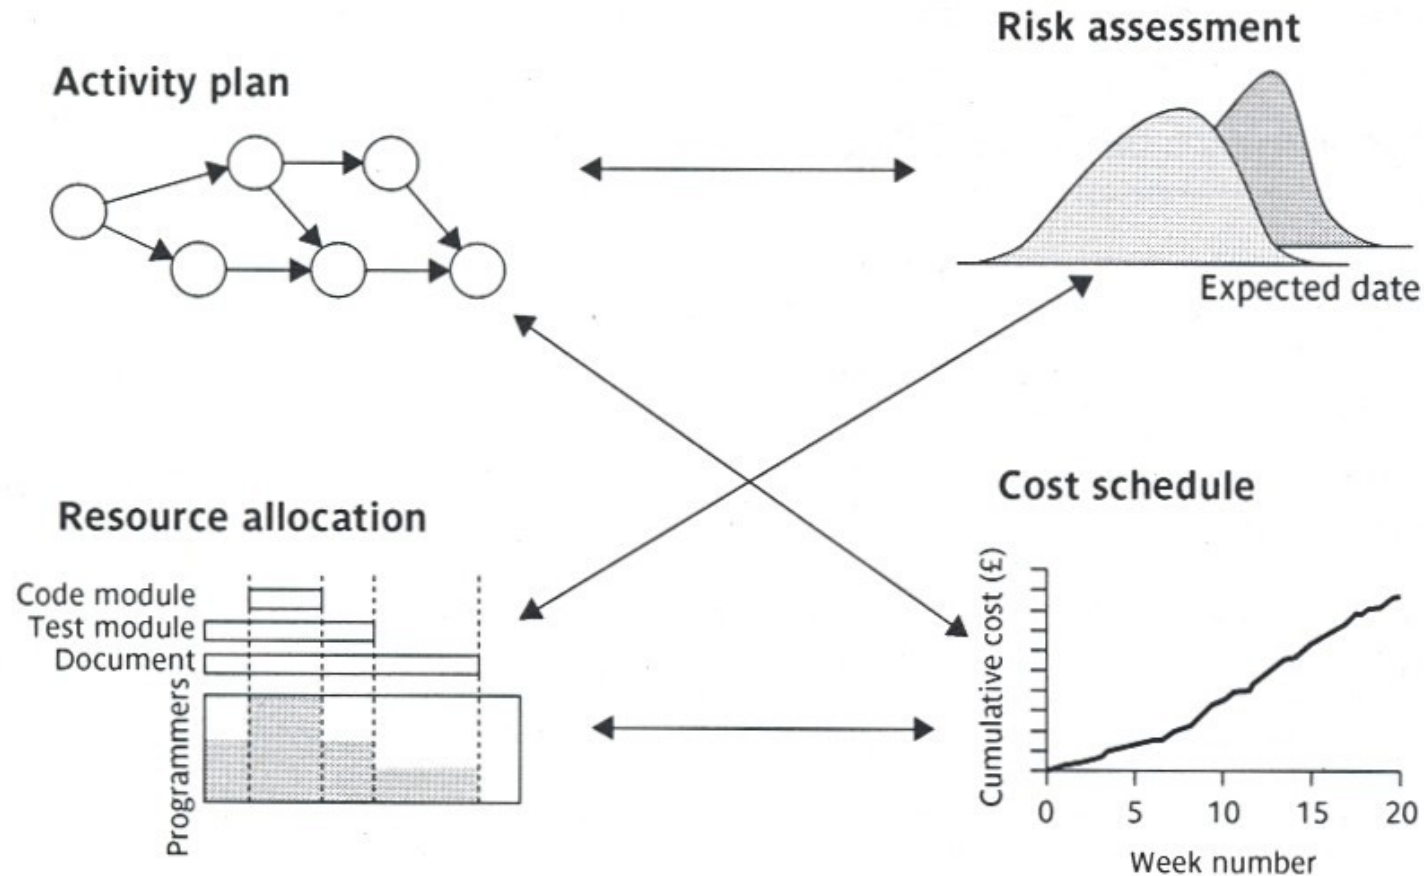 Activity plan
Risk assessment
Expected date
Resource allocation
Code module
Test module
Document
Programmers
Cost schedule
Cumulative cost (£)
0 5 10 15 20
Week number